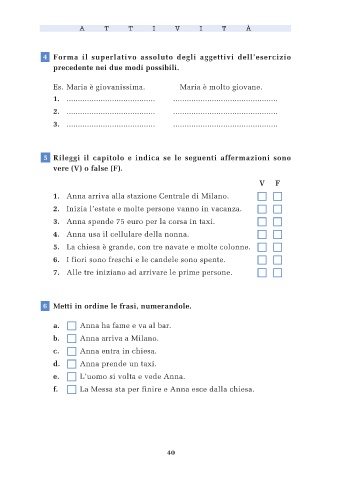 A T T I V I T À
4 Forma il superlativo assoluto degli aggettivi dell'esercizio
precedente nei due modi possibili.
Es. Maria è giovanissima. Maria è molto giovane.
1. ....................................... ..............................................
2. ....................................... ..............................................
3. ....................................... ..............................................
5 Rileggi il capitolo e indica se le seguenti affermazioni sono
vere (V) o false (F).
V F
1. Anna arriva alla stazione Centrale di Milano.
2. Inizia l'estate e molte persone vanno in vacanza.
3. Anna spende 75 euro per la corsa in taxi.
4. Anna usa il cellulare della nonna.
5. La chiesa è grande, con tre navate e molte colonne.
6. I fiori sono freschi e le candele sono spente.
7. Alle tre iniziano ad arrivare le prime persone.
6 Metti in ordine le frasi, numerandole.
a. Anna ha fame e va al bar.
b. Anna arriva a Milano.
c. Anna entra in chiesa.
d. Anna prende un taxi.
e. L'uomo si volta e vede Anna.
f. La Messa sta per finire e Anna esce dalla chiesa.
40